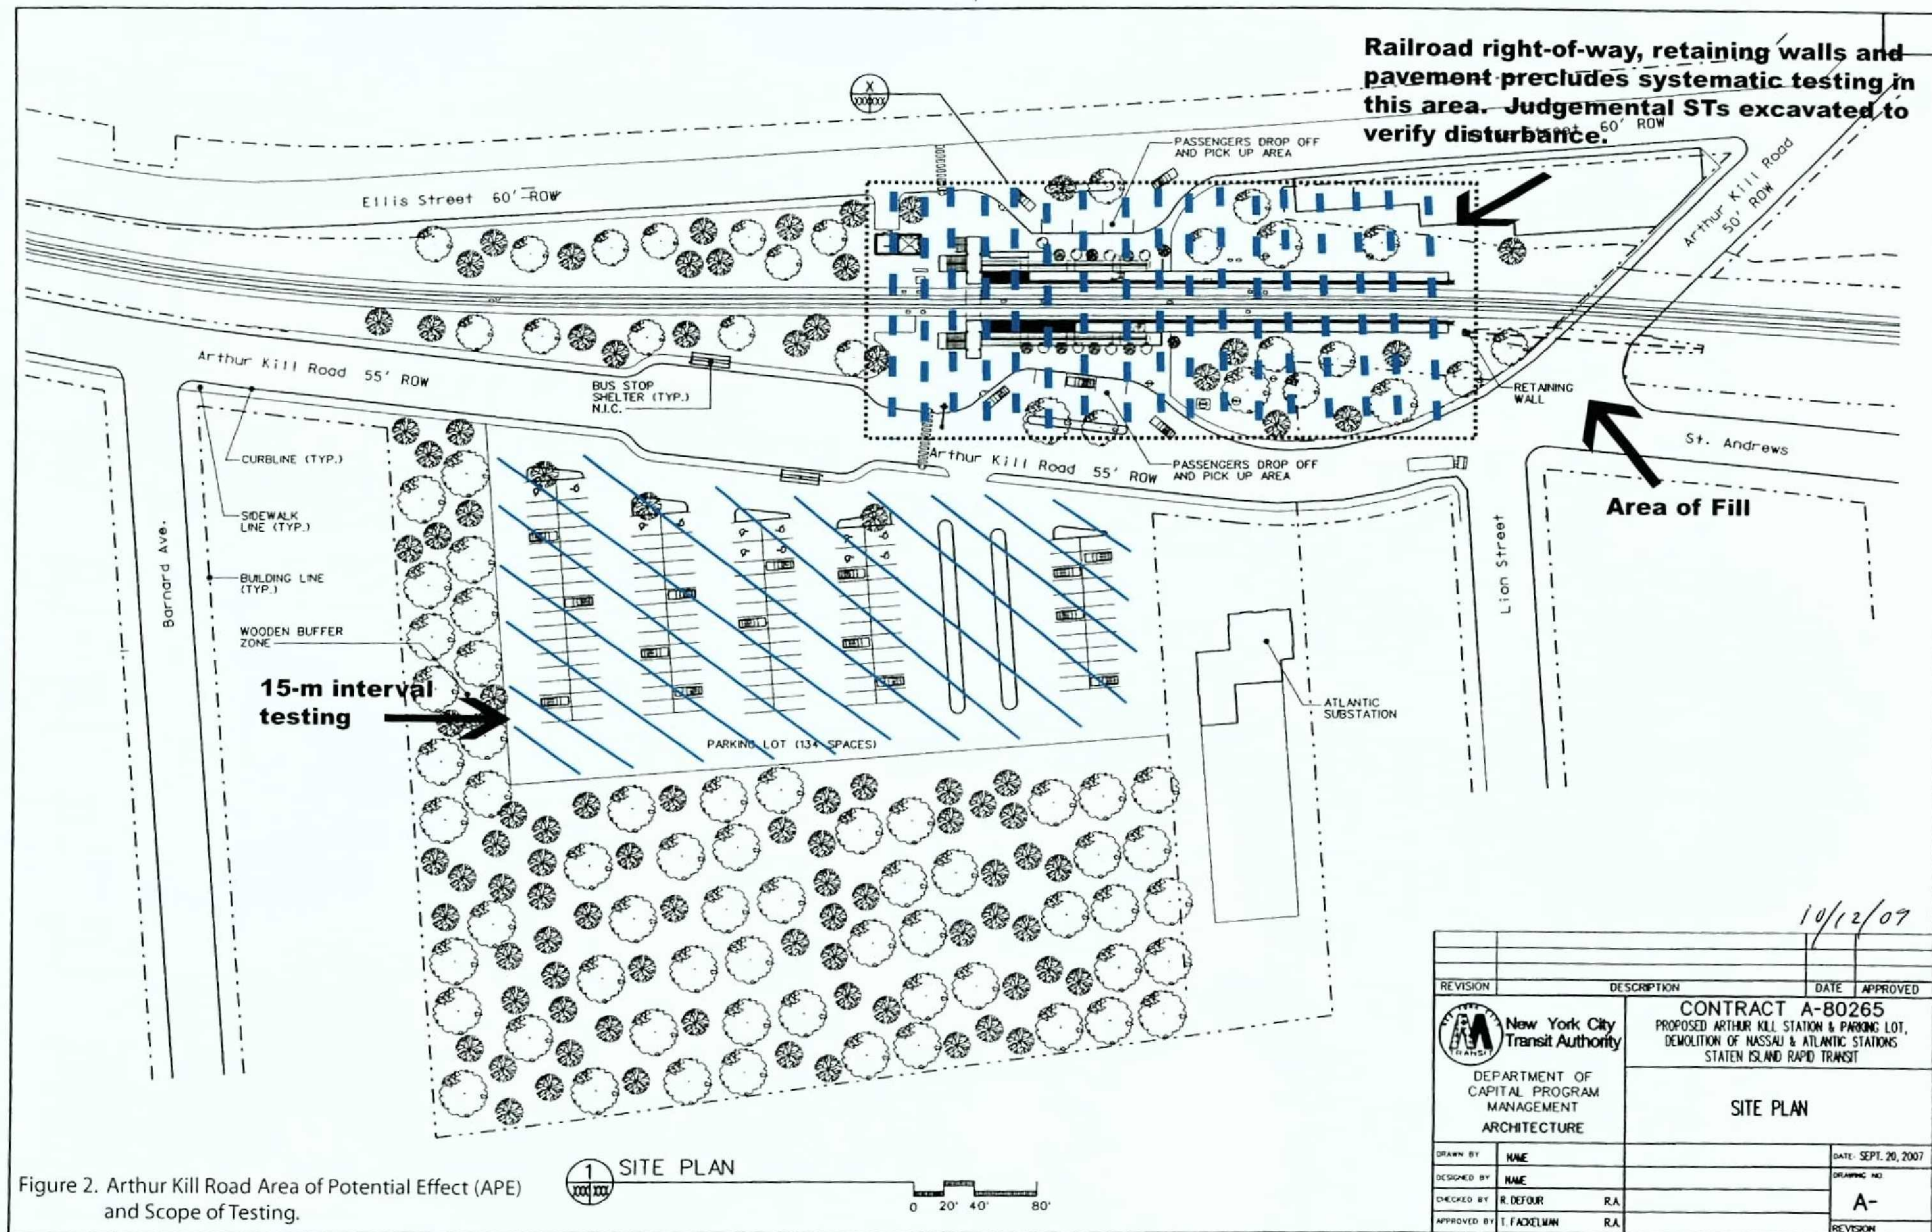 Railroad right-of-way, retaining walls and
pavement precludes systematic testing in
this area. Judgemental STs excavated to
verify disturbance.
60' ROW
X
PASSENGERS DROP OFF
AND PICK UP AREA
Ellis Street 60' ROW
Arthur Kill Road
50' ROW
Arthur Kill Road 55' ROW
BUS STOP
SHELTER (TYP.)
N.I.C.
RETAINING
WALL
St. Andrews
Arthur Kill Road 55' ROW
PASSENGERS DROP OFF
AND PICK UP AREA
Area of Fill
CURBLINE (TYP.)
SIDEWALK
LINE (TYP.)
Barnard Ave.
BUILDING LINE
(TYP.)
Lion Street
WOODEN BUFFER
ZONE
15-m interval
testing
ATLANTIC
SUBSTATION
PARKING LOT (134 SPACES)
10/12/07
REVISION DESCRIPTION DATE APPROVED
TRANSIT
New York City
Transit Authority
DEPARTMENT OF
CAPITAL PROGRAM
MANAGEMENT
ARCHITECTURE
CONTRACT A-80265
PROPOSED ARTHUR KILL STATION & PARKING LOT,
DEMOLITION OF NASSAU & ATLANTIC STATIONS
STATEN ISLAND RAPID TRANSIT
SITE PLAN
DRAWN BY NAME
DATE: SEPT. 20, 2007
DESIGNED BY NAME
DRAWING NO
CHECKED BY R. DEFOUR R.A.
A-
APPROVED BY T. FACKELMAN R.A.
REVISION
1 SITE PLAN
0 20' 40' 80'
Figure 2. Arthur Kill Road Area of Potential Effect (APE)
and Scope of Testing.